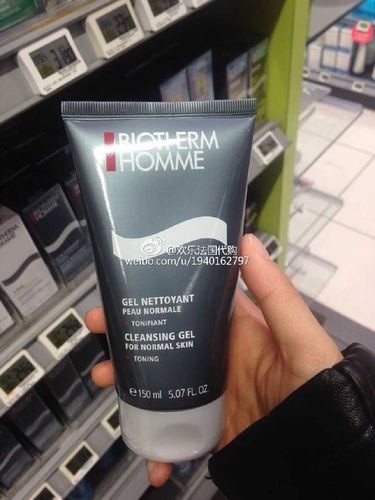 BIOTHERM
HOMME
@欢乐法国代购
weibo.com/u/1940162797
GEL NETTOYANT
PEAU NORMALE
TONIFIANT
CLEANSING GEL
FOR NORMAL SKIN
TONING
e 150 ml 5.07 FL. OZ.